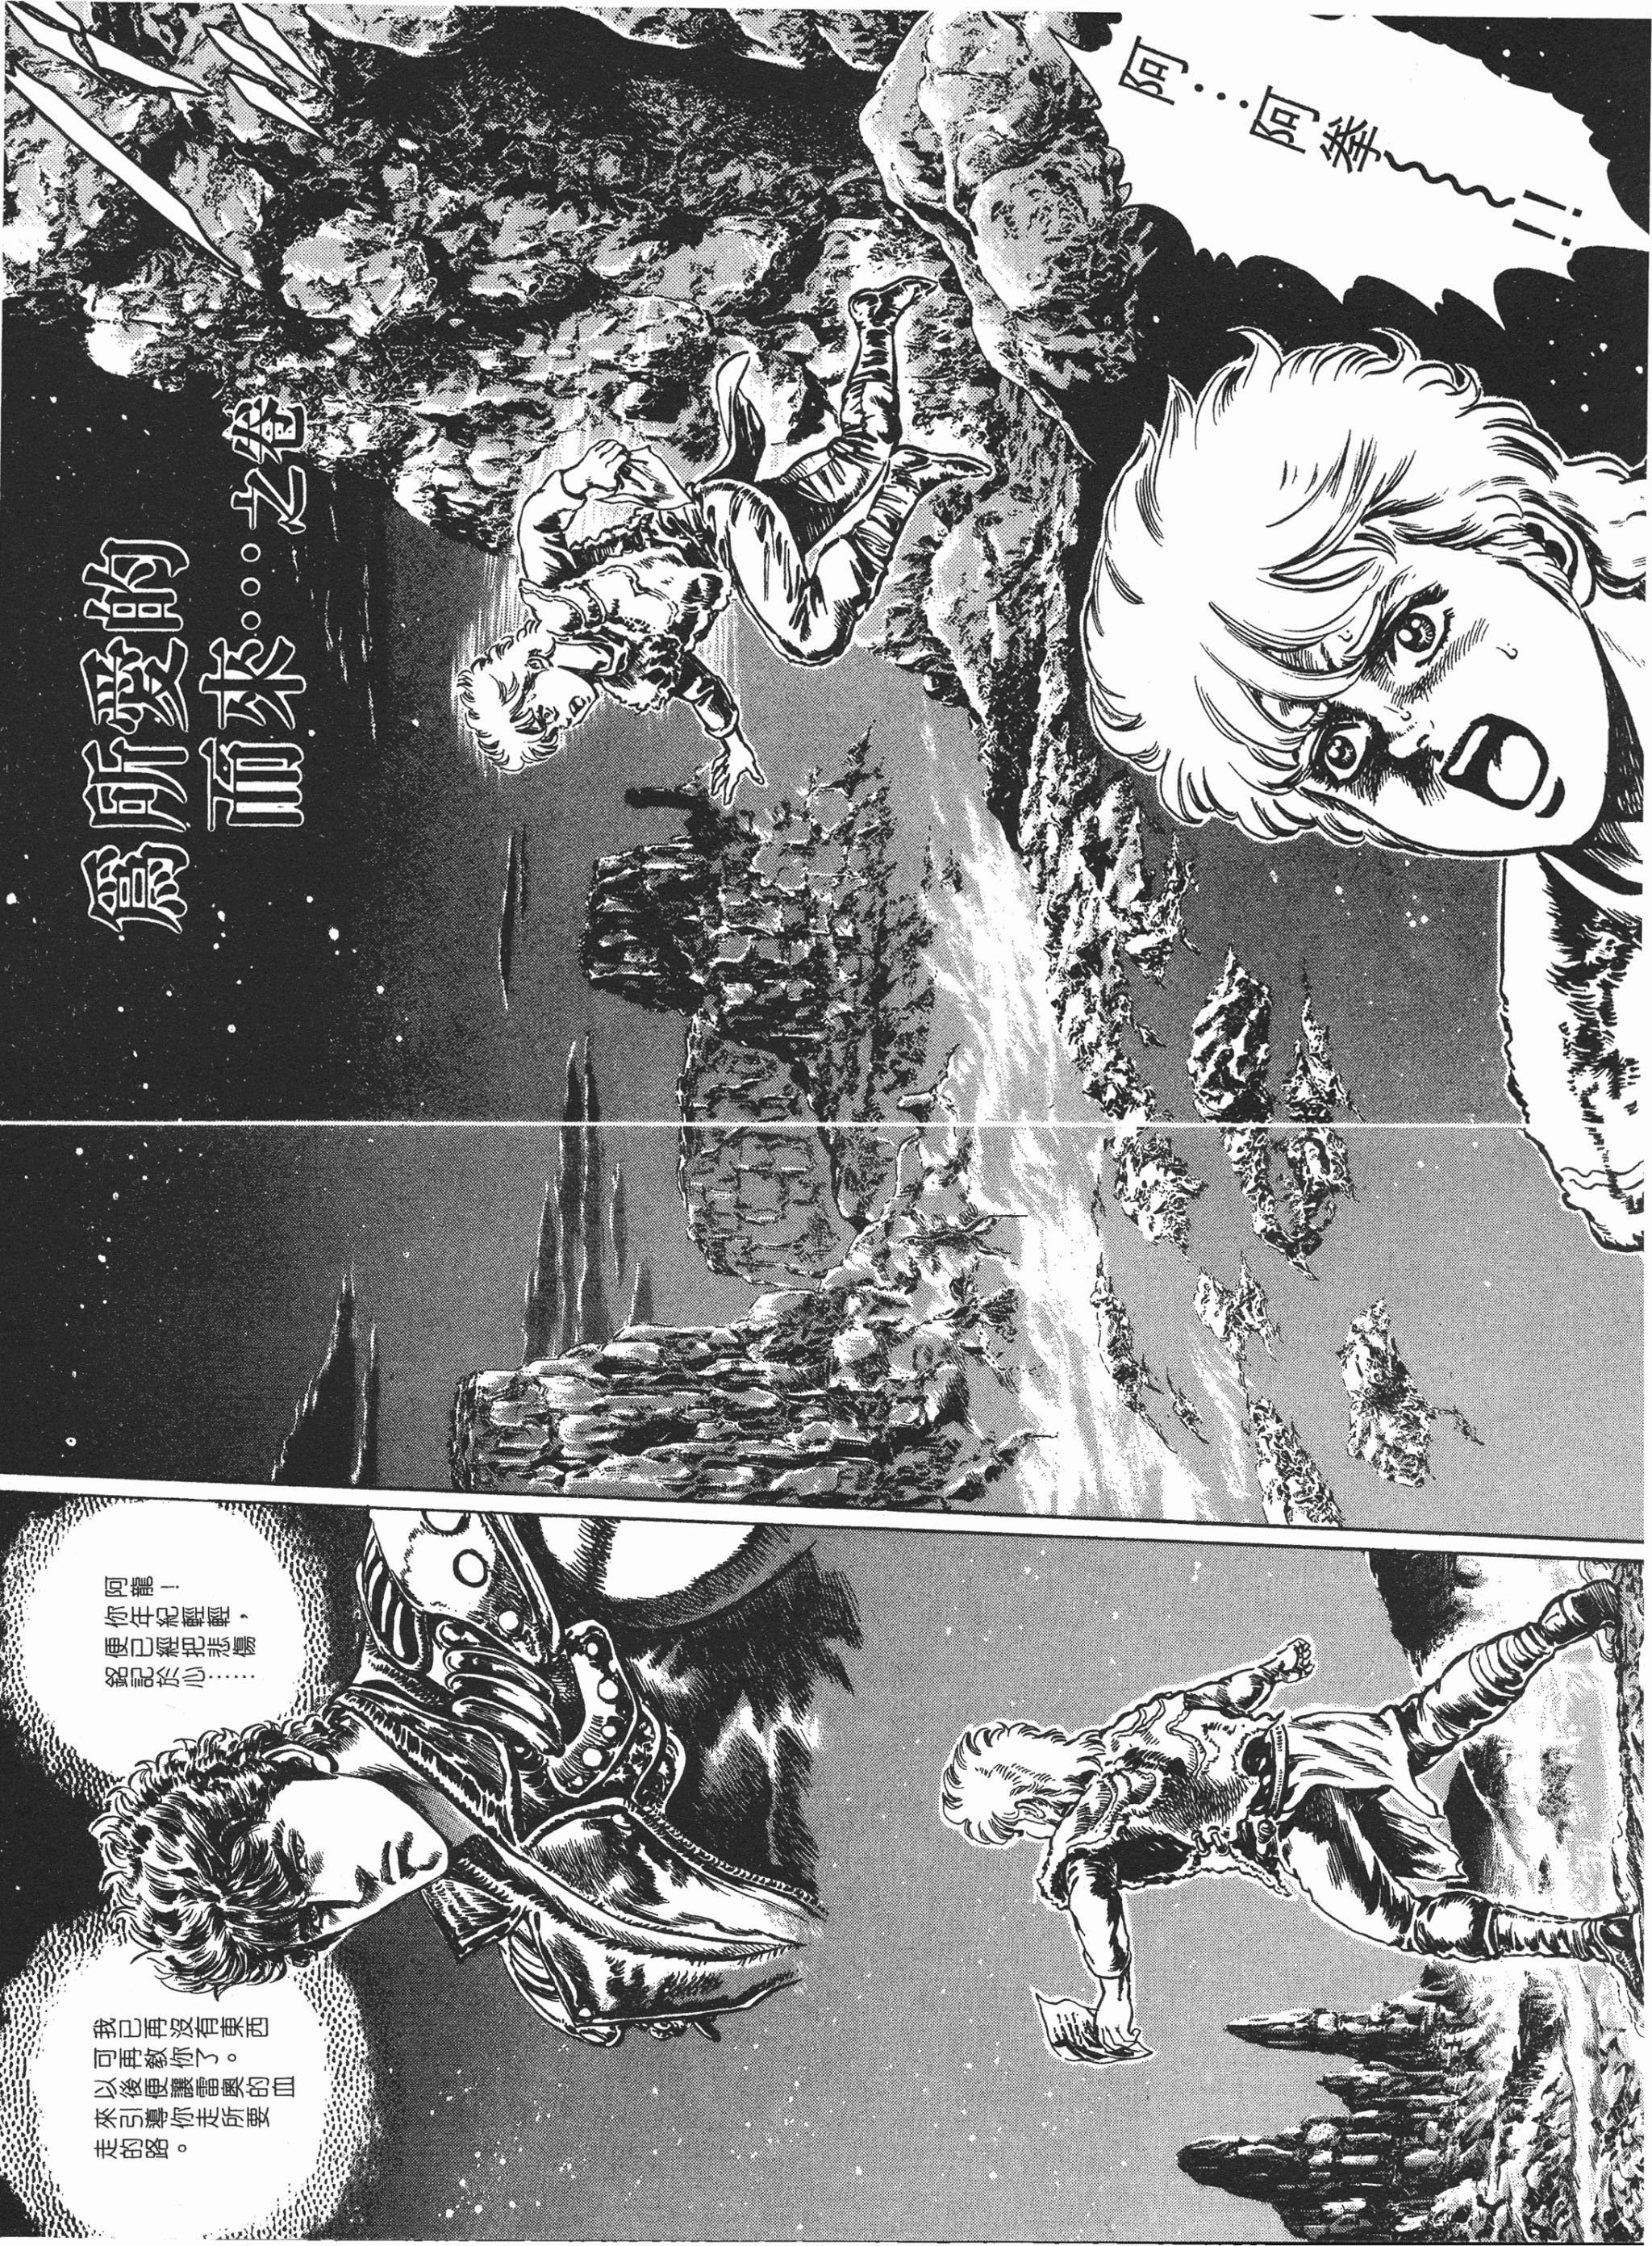 阿…阿拳～～!!
爲所愛的
而來…之卷
阿龍！
你年紀輕輕，
便已經把悲傷
銘記於心……
我已再沒有東西
可再教你了。
以後便讓雷奧的血
來引導你走所要
走的路。